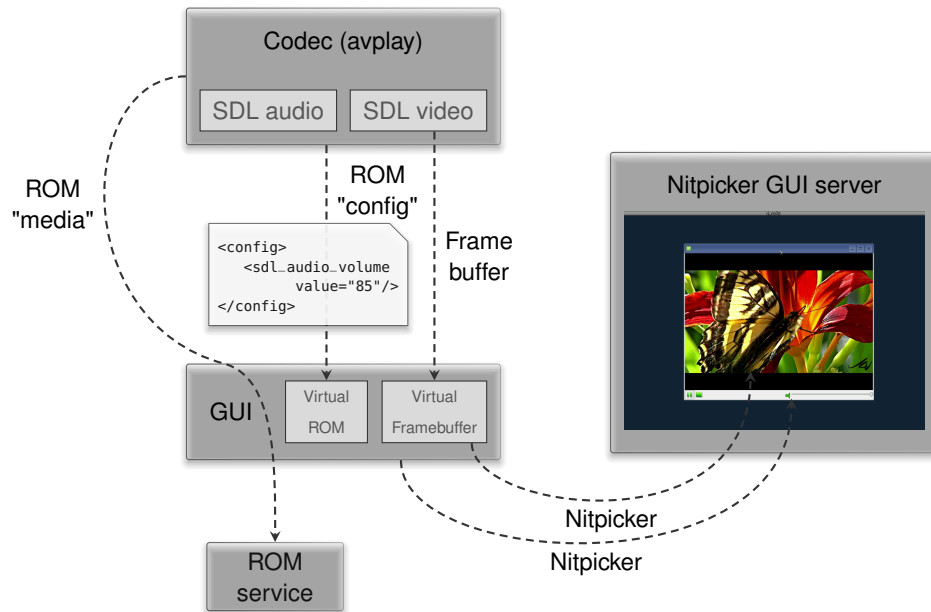 Codec (avplay)
SDL audio
SDL video
ROM
"media"
ROM
"config"
Frame
buffer
<config>
<sdl_audio_volume
value="85"/>
</config>
GUI
Virtual
ROM
Virtual
Framebuffer
ROM
service
Nitpicker
Nitpicker
Nitpicker GUI server